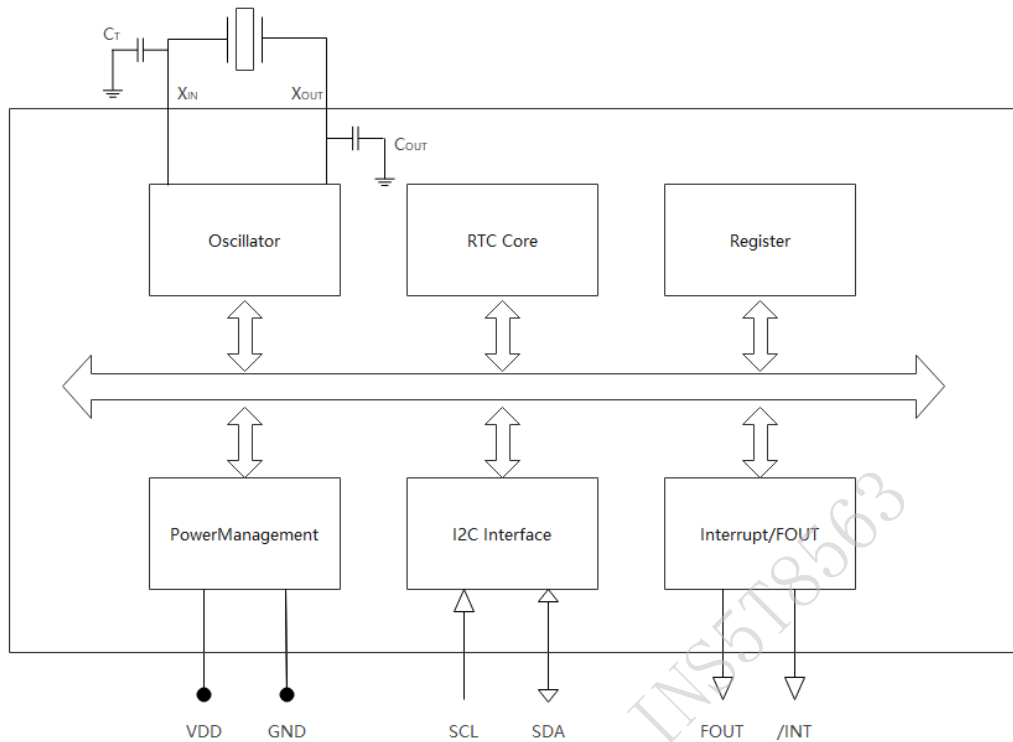 CT
XIN
XOUT
COUT
Oscillator
RTC Core
Register
PowerManagement
I2C Interface
Interrupt/FOUT
INS5T8563
VDD
GND
SCL
SDA
FOUT
/INT